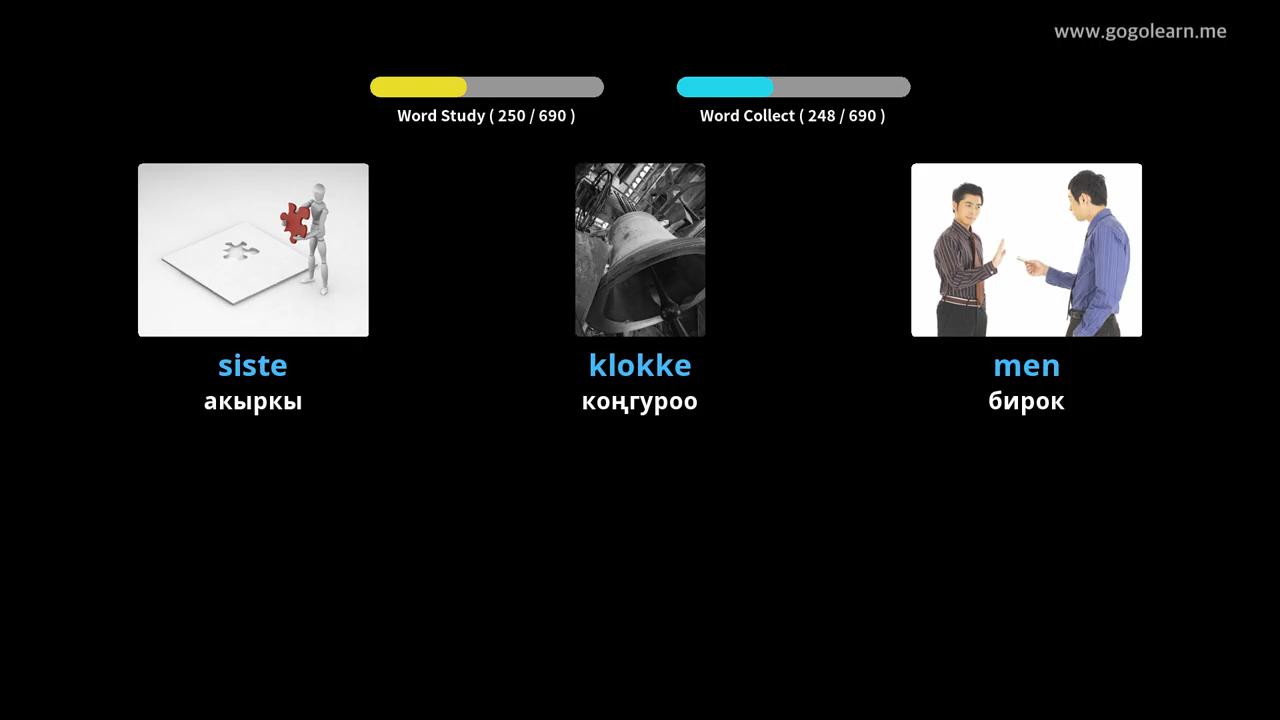 www.gogolearn.me
Word Study ( 250 / 690 )
Word Collect ( 248 / 690 )
siste
акыркы
klokke
коңгуроо
men
бирок